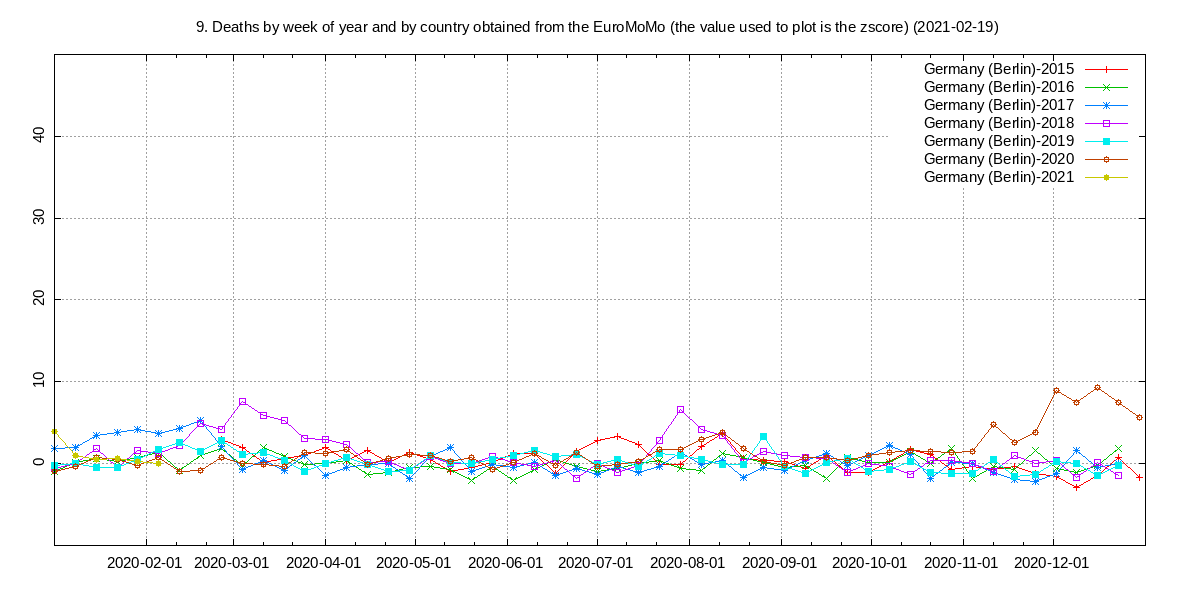 9. Deaths by week of year and by country obtained from the EuroMoMo (the value used to plot is the zscore) (2021-02-19)
Germany (Berlin)-2015
Germany (Berlin)-2016
Germany (Berlin)-2017
Germany (Berlin)-2018
Germany (Berlin)-2019
Germany (Berlin)-2020
Germany (Berlin)-2021
40
30
20
10
0
2020-02-01 2020-03-01 2020-04-01 2020-05-01 2020-06-01 2020-07-01 2020-08-01 2020-09-01 2020-10-01 2020-11-01 2020-12-01